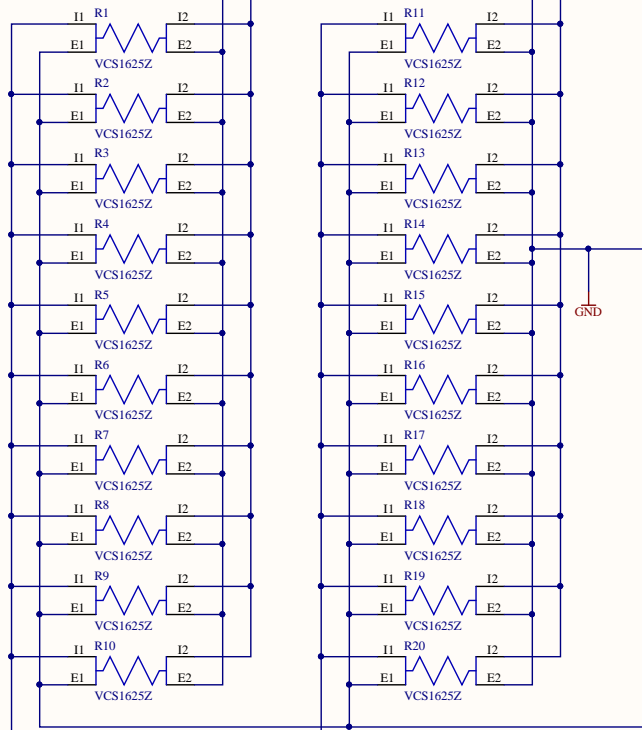 I1 R1 I2 I1 R11 I2
E1 E2 E1 E2
VCS1625Z VCS1625Z
I1 R2 I2 I1 R12 I2
E1 E2 E1 E2
VCS1625Z VCS1625Z
I1 R3 I2 I1 R13 I2
E1 E2 E1 E2
VCS1625Z VCS1625Z
I1 R4 I2 I1 R14 I2
E1 E2 E1 E2
VCS1625Z VCS1625Z
I1 R5 I2 I1 R15 I2
GND
E1 E2 E1 E2
VCS1625Z VCS1625Z
I1 R6 I2 I1 R16 I2
E1 E2 E1 E2
VCS1625Z VCS1625Z
I1 R7 I2 I1 R17 I2
E1 E2 E1 E2
VCS1625Z VCS1625Z
I1 R8 I2 I1 R18 I2
E1 E2 E1 E2
VCS1625Z VCS1625Z
I1 R9 I2 I1 R19 I2
E1 E2 E1 E2
VCS1625Z VCS1625Z
I1 R10 I2 I1 R20 I2
E1 E2 E1 E2
VCS1625Z VCS1625Z